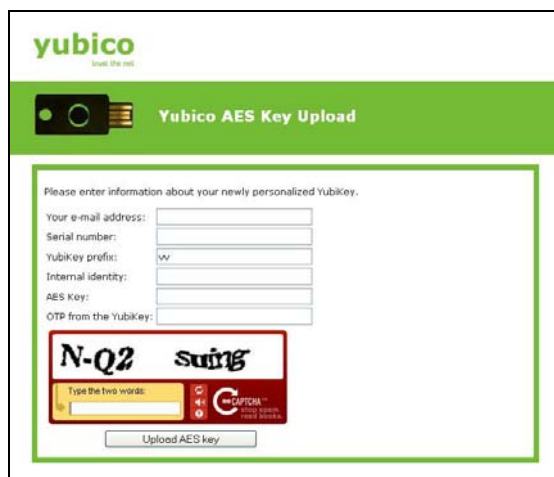 yubico
trust the net
Yubico AES Key Upload
Please enter information about your newly personalized YubiKey.
Your e-mail address:
Serial number:
YubiKey prefix: vv
Internal identity:
AES Key:
OTP from the YubiKey:
N-Q2 suing
Type the two words:
reCAPTCHA™
stop spam.
read books.
Upload AES key